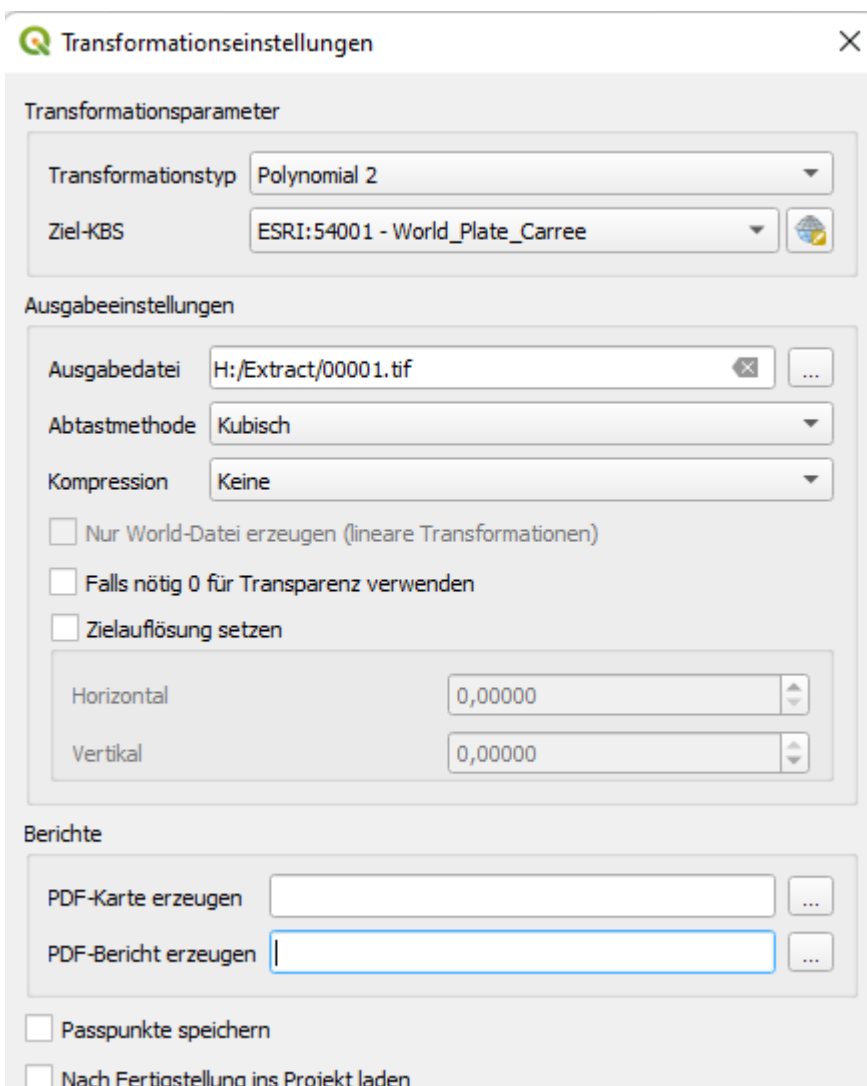 Transformationseinstellungen
Transformationsparameter
Transformationstyp Polynomial 2
Ziel-KBS ESRI:54001 - World_Plate_Carree
Ausgabeeinstellungen
Ausgabedatei H:/Extract/00001.tif ...
Abtastmethode Kubisch
Kompression Keine
Nur World-Datei erzeugen (lineare Transformationen)
Falls nötig 0 für Transparenz verwenden
Zielauflösung setzen
Horizontal 0,00000
Vertikal 0,00000
Berichte
PDF-Karte erzeugen ...
PDF-Bericht erzeugen ...
Passpunkte speichern
Nach Fertigstellung ins Projekt laden